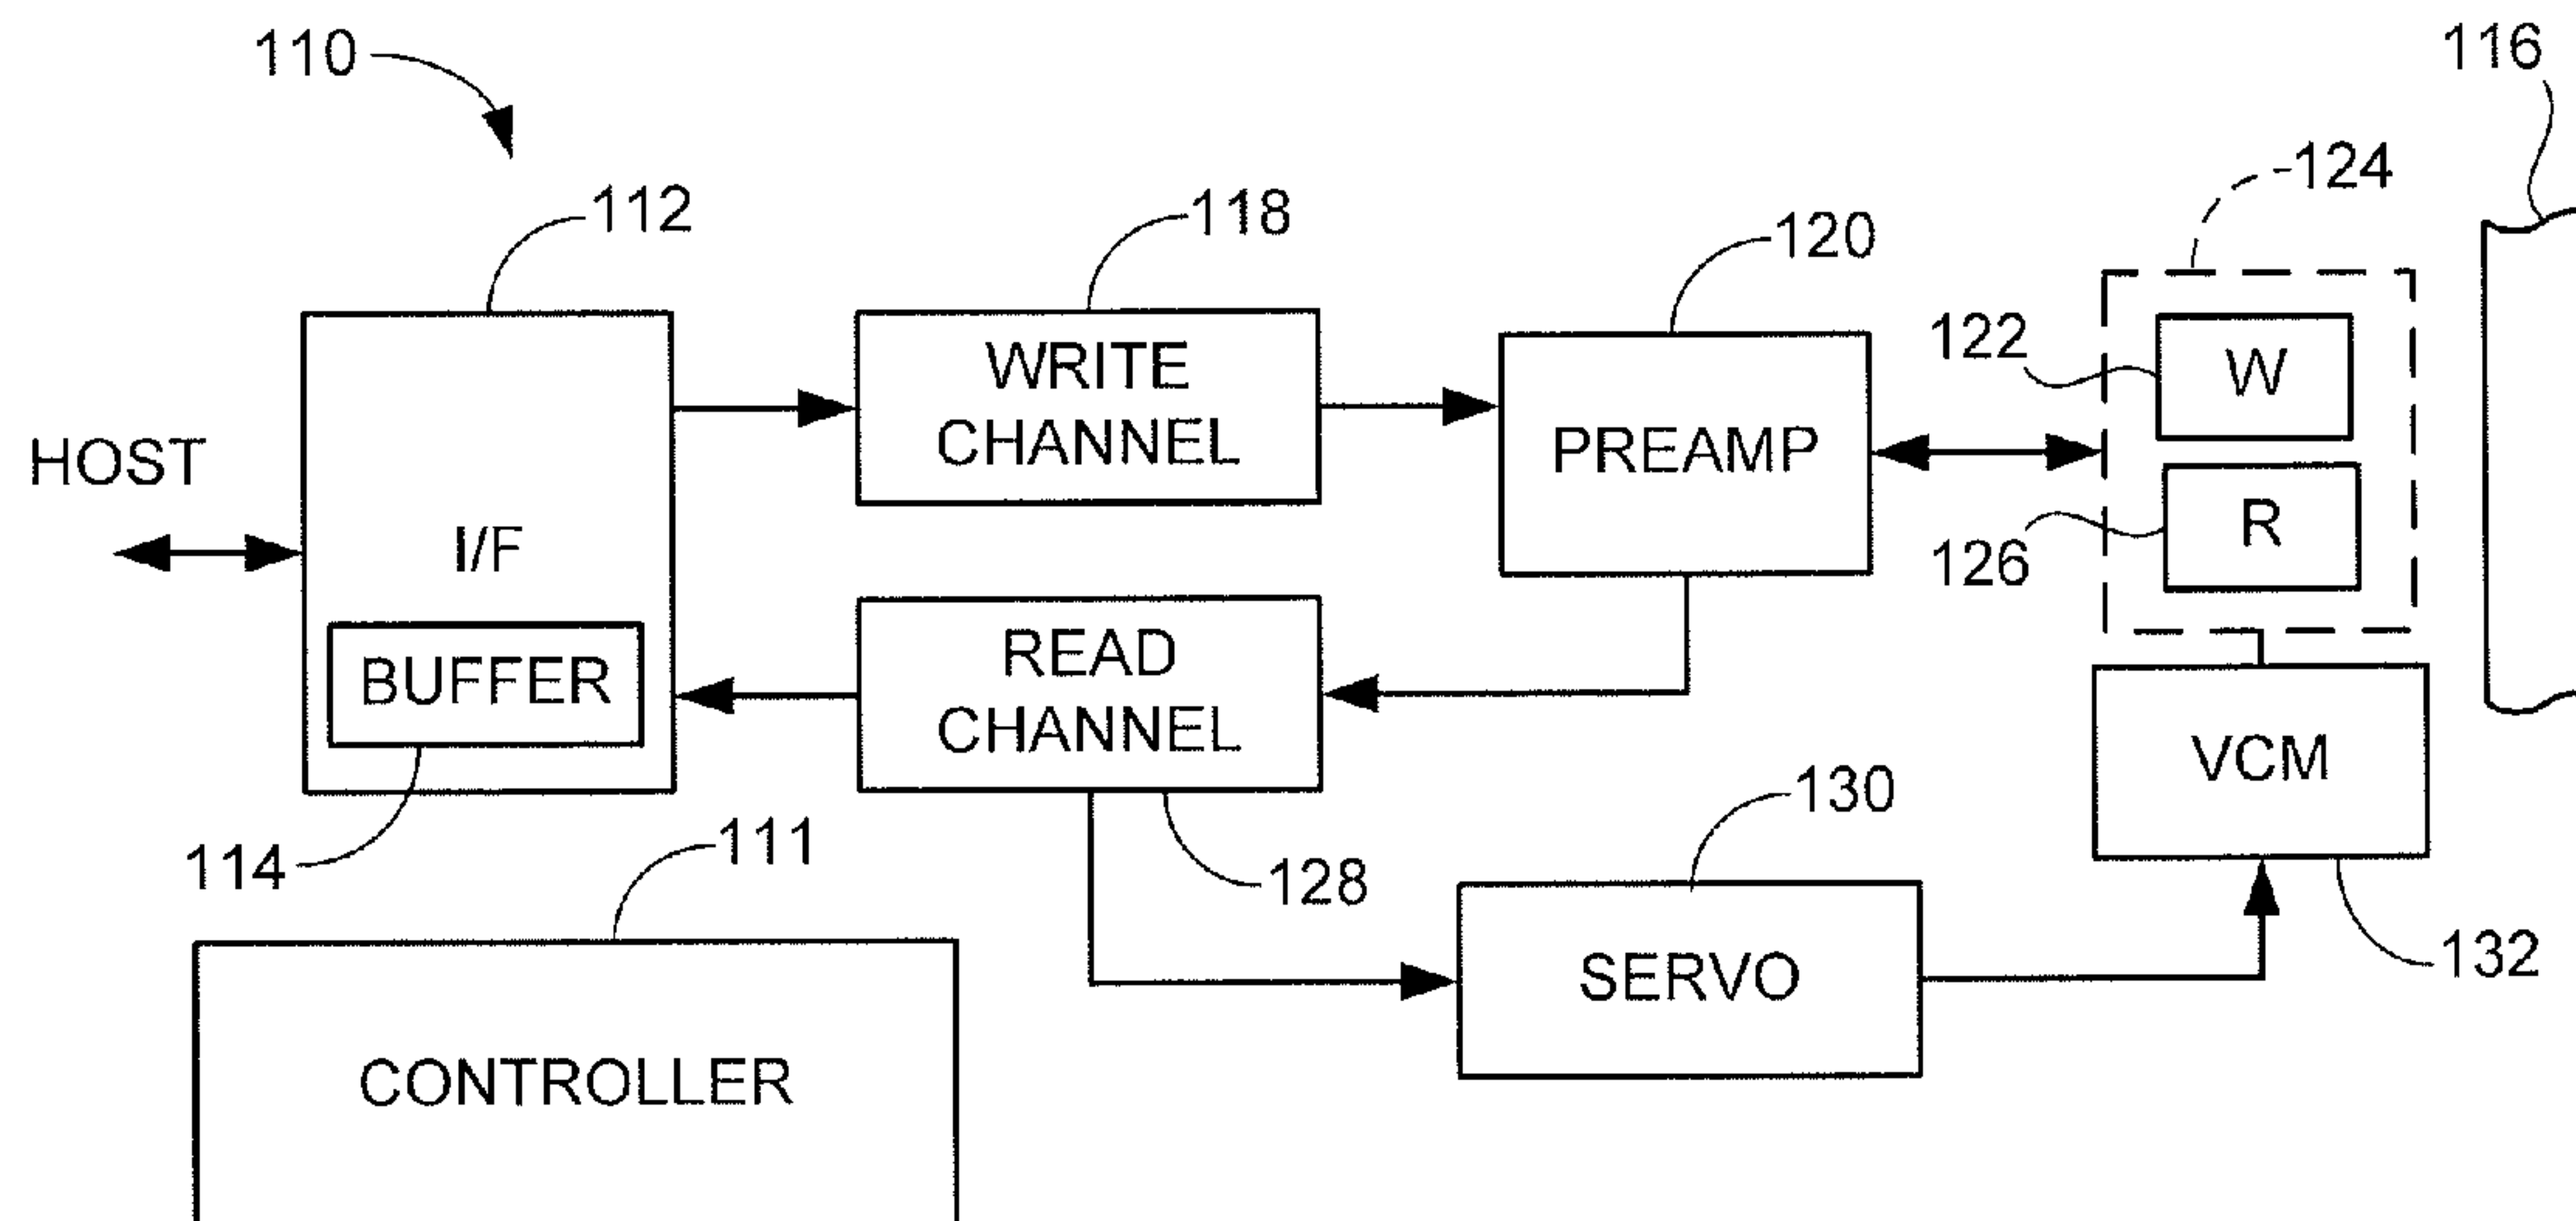 110
116
112
118
120
124
HOST
I/F
BUFFER
114
WRITE
CHANNEL
PREAMP
122
W
126
R
READ
CHANNEL
128
VCM
132
130
SERVO
111
CONTROLLER